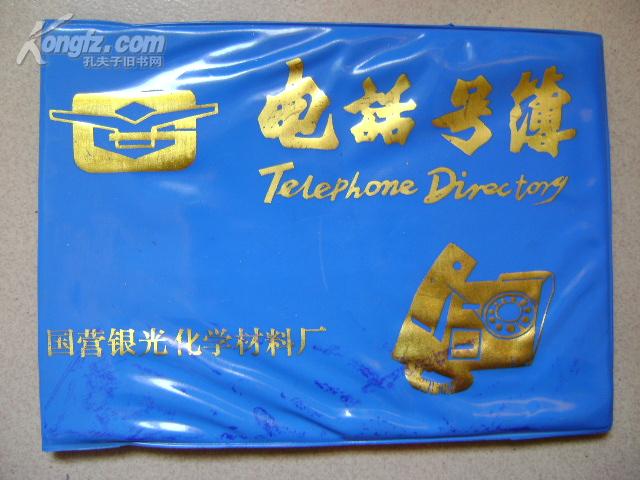 Kongfz.com
孔夫子旧书网
电话号簿
Telephone Directory
国营银光化学材料厂